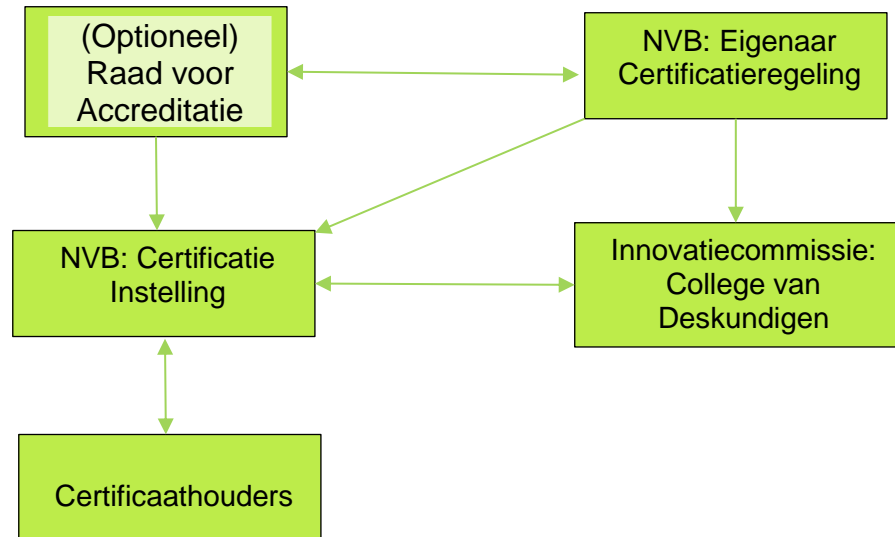 (Optioneel)
Raad voor
Accreditatie
NVB: Eigenaar
Certificatieregeling
NVB: Certificatie
Instelling
Innovatiecommissie:
College van
Deskundigen
Certificaathouders